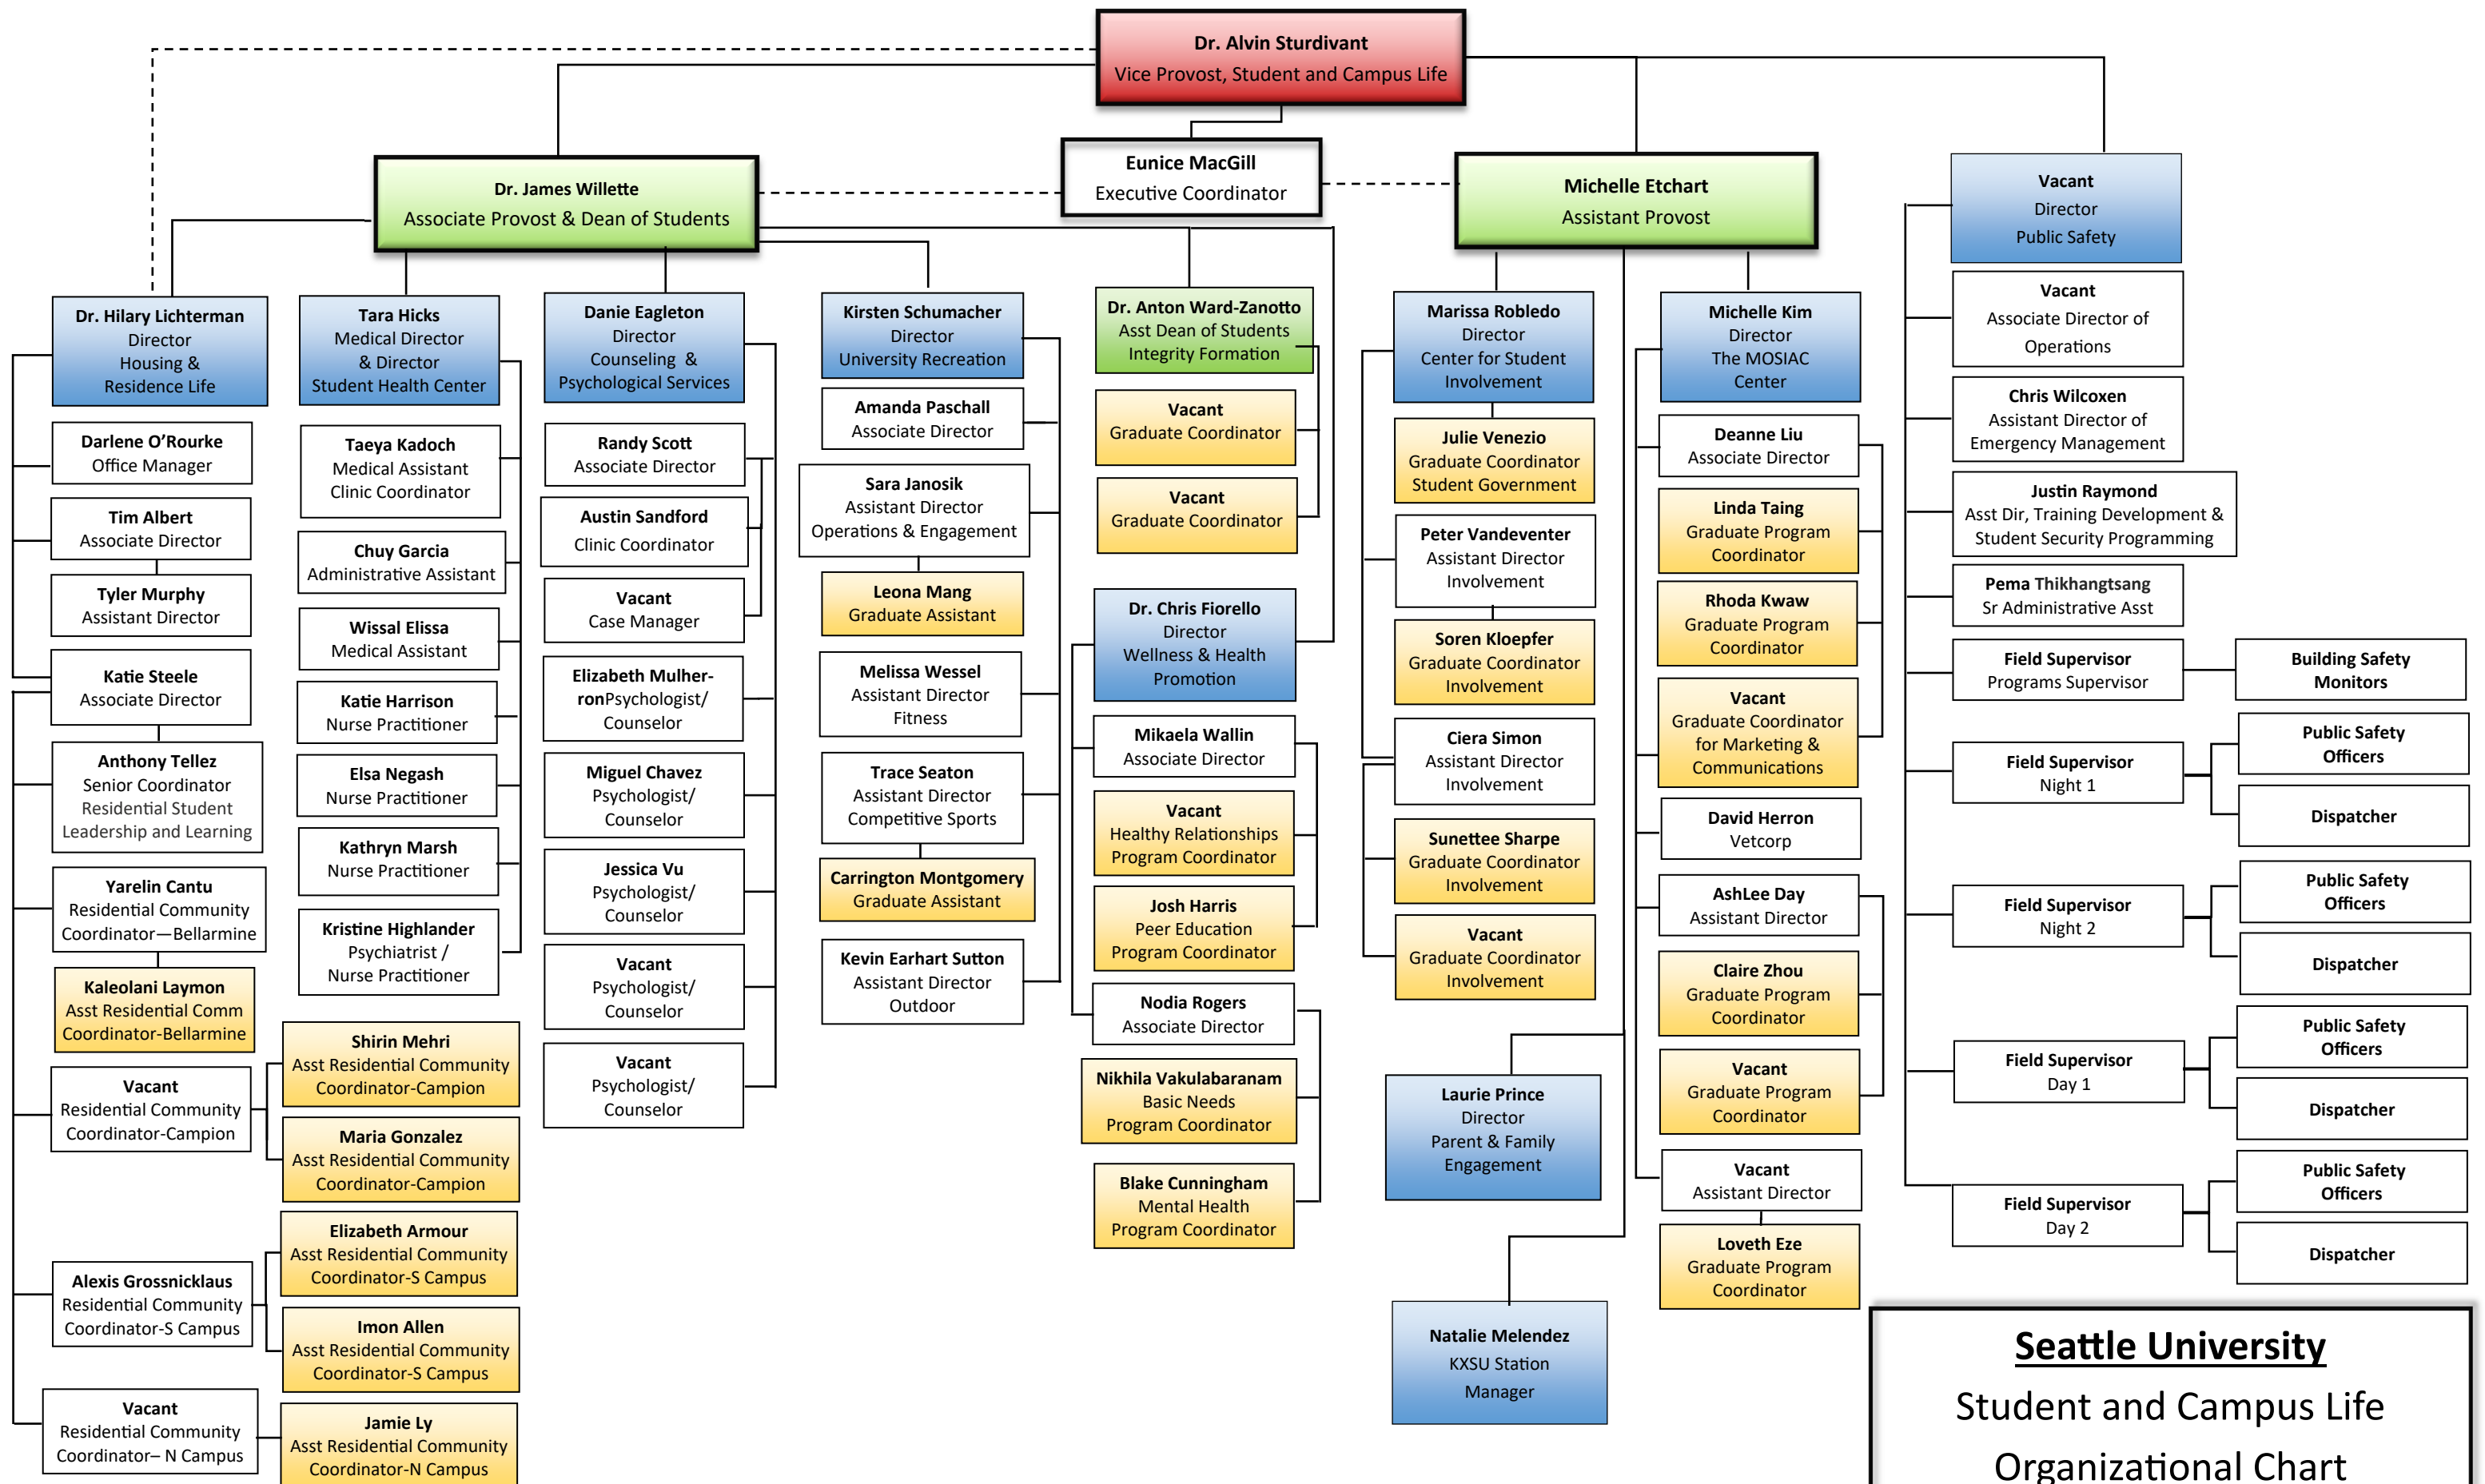 Dr. Alvin Sturdivant
Vice Provost, Student and Campus Life
Eunice MacGill
Executive Coordinator
Dr. James Willette
Associate Provost & Dean of Students
Michelle Etchart
Assistant Provost
Dr. Hilary Lichterman
Director
Housing &
Residence Life
Darlene O’Rourke
Office Manager
Tim Albert
Associate Director
Tyler Murphy
Assistant Director
Katie Steele
Associate Director
Anthony Tellez
Senior Coordinator
Residential Student
Leadership and Learning
Yarelin Cantu
Residential Community
Coordinator—Bellarmine
Kaleolani Laymon
Asst Residential Comm
Coordinator-Bellarmine
Vacant
Residential Community
Coordinator-Campion
Shirin Mehri
Asst Residential Community
Coordinator-Campion
Maria Gonzalez
Asst Residential Community
Coordinator-Campion
Alexis Grossnicklaus
Residential Community
Coordinator-S Campus
Elizabeth Armour
Asst Residential Community
Coordinator-S Campus
Imon Allen
Asst Residential Community
Coordinator-S Campus
Vacant
Residential Community
Coordinator– N Campus
Jamie Ly
Asst Residential Community
Coordinator-N Campus
Tara Hicks
Medical Director
& Director
Student Health Center
Taeya Kadoch
Medical Assistant
Clinic Coordinator
Chuy Garcia
Administrative Assistant
Wissal Elissa
Medical Assistant
Katie Harrison
Nurse Practitioner
Elsa Negash
Nurse Practitioner
Kathryn Marsh
Nurse Practitioner
Kristine Highlander
Psychiatrist /
Nurse Practitioner
Danie Eagleton
Director
Counseling &
Psychological Services
Randy Scott
Associate Director
Austin Sandford
Clinic Coordinator
Vacant
Case Manager
Elizabeth Mulher-
ronPsychologist/
Counselor
Miguel Chavez
Psychologist/
Counselor
Jessica Vu
Psychologist/
Counselor
Vacant
Psychologist/
Counselor
Vacant
Psychologist/
Counselor
Kirsten Schumacher
Director
University Recreation
Amanda Paschall
Associate Director
Sara Janosik
Assistant Director
Operations & Engagement
Leona Mang
Graduate Assistant
Melissa Wessel
Assistant Director
Fitness
Trace Seaton
Assistant Director
Competitive Sports
Carrington Montgomery
Graduate Assistant
Kevin Earhart Sutton
Assistant Director
Outdoor
Dr. Anton Ward-Zanotto
Asst Dean of Students
Integrity Formation
Vacant
Graduate Coordinator
Vacant
Graduate Coordinator
Dr. Chris Fiorello
Director
Wellness & Health
Promotion
Mikaela Wallin
Associate Director
Vacant
Healthy Relationships
Program Coordinator
Josh Harris
Peer Education
Program Coordinator
Nodia Rogers
Associate Director
Nikhila Vakulabaranam
Basic Needs
Program Coordinator
Blake Cunningham
Mental Health
Program Coordinator
Marissa Robledo
Director
Center for Student
Involvement
Julie Venezio
Graduate Coordinator
Student Government
Peter Vandeventer
Assistant Director
Involvement
Soren Kloepfer
Graduate Coordinator
Involvement
Ciera Simon
Assistant Director
Involvement
Sunettee Sharpe
Graduate Coordinator
Involvement
Vacant
Graduate Coordinator
Involvement
Laurie Prince
Director
Parent & Family
Engagement
Natalie Melendez
KXSU Station
Manager
Michelle Kim
Director
The MOSIAC
Center
Deanne Liu
Associate Director
Linda Taing
Graduate Program
Coordinator
Rhoda Kwaw
Graduate Program
Coordinator
Vacant
Graduate Coordinator
for Marketing &
Communications
David Herron
Vetcorp
AshLee Day
Assistant Director
Claire Zhou
Graduate Program
Coordinator
Vacant
Graduate Program
Coordinator
Vacant
Assistant Director
Loveth Eze
Graduate Program
Coordinator
Vacant
Director
Public Safety
Vacant
Associate Director of
Operations
Chris Wilcoxen
Assistant Director of
Emergency Management
Justin Raymond
Asst Dir, Training Development &
Student Security Programming
Pema Thikhangtsang
Sr Administrative Asst
Field Supervisor
Programs Supervisor
Building Safety
Monitors
Field Supervisor
Night 1
Public Safety
Officers
Dispatcher
Field Supervisor
Night 2
Public Safety
Officers
Dispatcher
Field Supervisor
Day 1
Public Safety
Officers
Dispatcher
Field Supervisor
Day 2
Public Safety
Officers
Dispatcher
Seattle University
Student and Campus Life
Organizational Chart